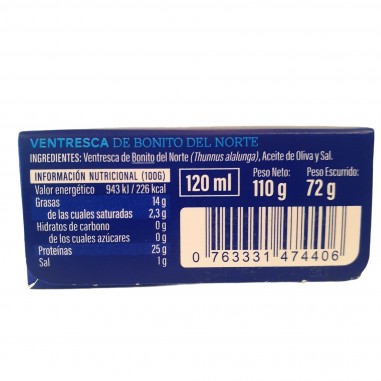 VENTRESCA DE BONITO DEL NORTE
INGREDIENTES: Ventresca de Bonito del Norte (Thunnus alalunga), Aceite de Oliva y Sal.
INFORMACIÓN NUTRICIONAL (100G)
Valor energético 943 kJ / 226 kcal
Grasas 14 g
de las cuales saturadas 2,3 g
Hidratos de carbono 0 g
de los cuales azúcares 0 g
Proteínas 25 g
Sal 1 g
120 ml
Peso Neto:
110 g
Peso Escurrido:
72 g
0 763331 474406